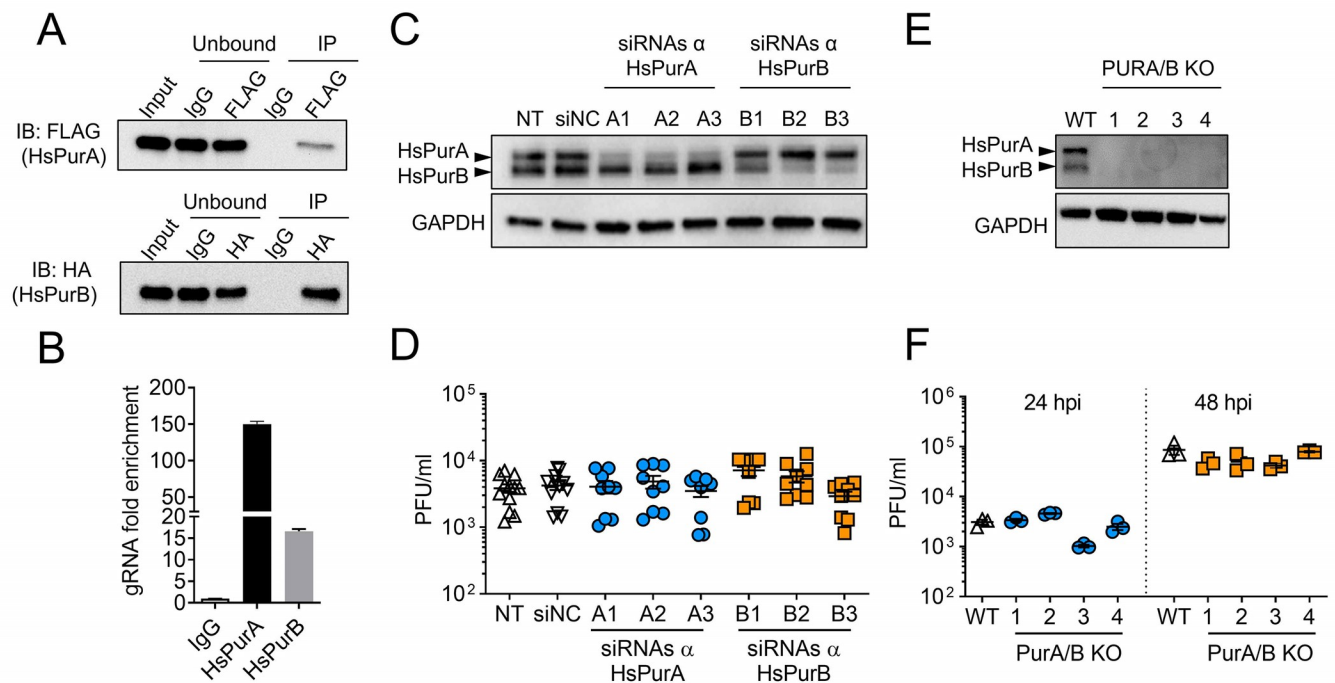 A
Unbound
IP
Input
IgG
FLAG
IgG
FLAG
IB: FLAG
(HsPurA)
Unbound
IP
Input
IgG
HA
IgG
HA
IB: HA
(HsPurB)
B
gRNA fold enrichment
200
150
100
50
20
15
10
5
0
IgG
HsPurA
HsPurB
C
siRNAs α
HsPurA
siRNAs α
HsPurB
NT siNC A1 A2 A3 B1 B2 B3
HsPurA
HsPurB
GAPDH
D
PFU/ml
10⁵
10⁴
10³
10²
NT siNC A1 A2 A3 B1 B2 B3
siRNAs α
HsPurA
siRNAs α
HsPurB
E
PURA/B KO
WT 1 2 3 4
HsPurA
HsPurB
GAPDH
F
24 hpi
48 hpi
PFU/ml
10⁶
10⁵
10⁴
10³
10²
WT 1 2 3 4 WT 1 2 3 4
PurA/B KO
PurA/B KO